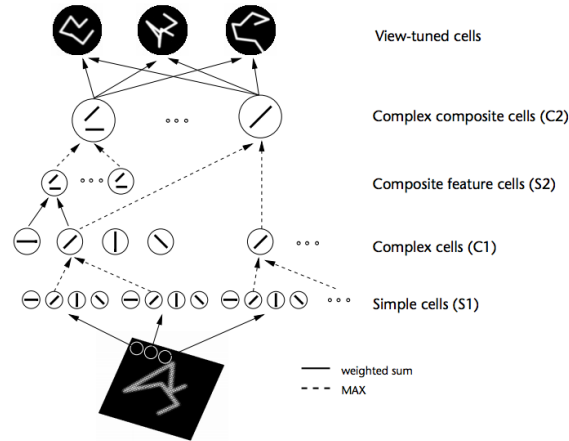 View-tuned cells
Complex composite cells (C2)
Composite feature cells (S2)
Complex cells (C1)
Simple cells (S1)
weighted sum
MAX